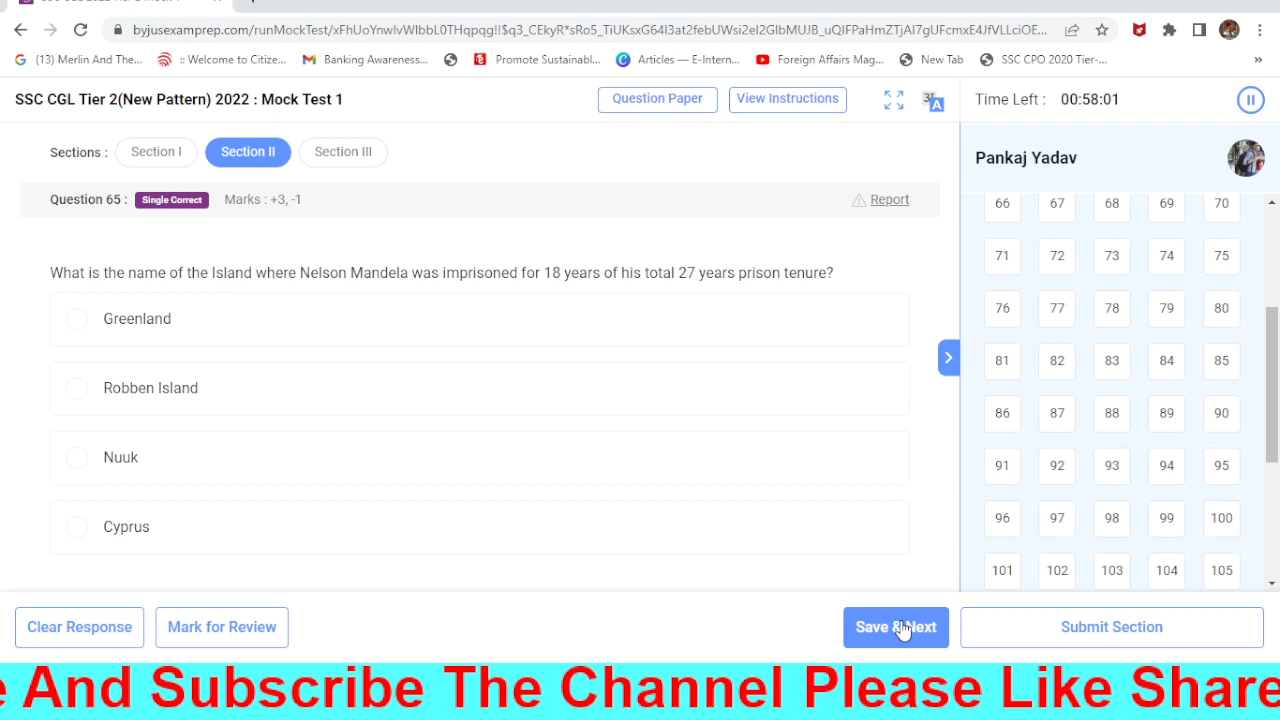 byjusexamprep.com/runMockTest/xFhUoYnwIvWlbbL0THqpqg!!$q3_CEkyR*sRo5_TiUKsxG64I3at2febUWsi2eI2GlbMUJB_uQIFPaHmZTjAI7gUFcmxE4JfVLLciOE...
(13) Merlin And The... :: Welcome to Citize... Banking Awareness... Promote Sustainabl... Articles — E-Intern... Foreign Affairs Mag... New Tab SSC CPO 2020 Tier-... »
SSC CGL Tier 2(New Pattern) 2022 : Mock Test 1 Question Paper View Instructions Time Left : 00:58:01
Sections : Section I Section II Section III
Pankaj Yadav
Question 65 : Single Correct Marks : +3, -1 Report
What is the name of the Island where Nelson Mandela was imprisoned for 18 years of his total 27 years prison tenure?
Greenland
Robben Island
Nuuk
Cyprus
66 67 68 69 70
71 72 73 74 75
76 77 78 79 80
81 82 83 84 85
86 87 88 89 90
91 92 93 94 95
96 97 98 99 100
101 102 103 104 105
Clear Response Mark for Review Save & Next Submit Section
And Subscribe The Channel Please Like Share